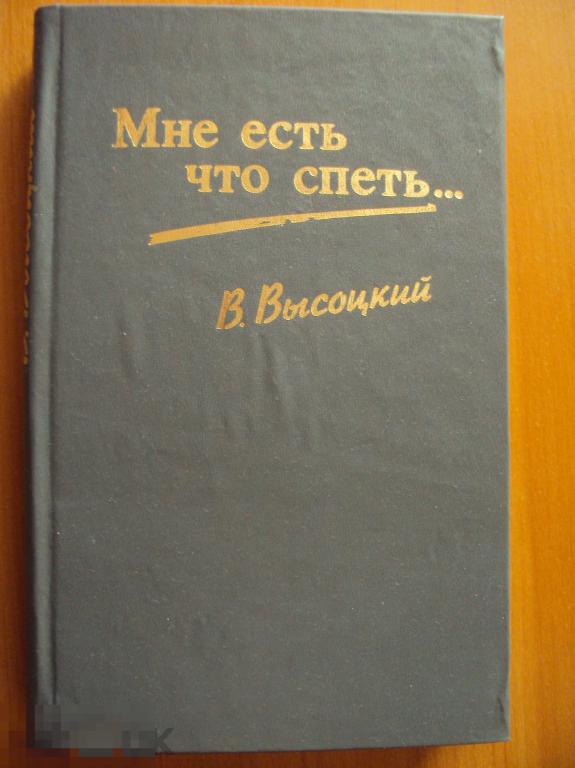 Мне есть
что спеть...
В. Высоцкий